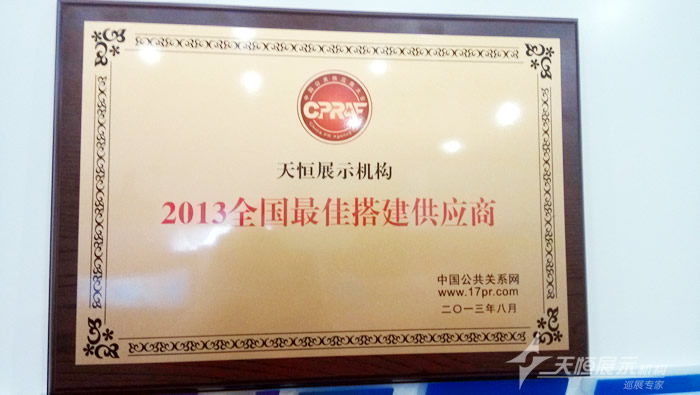 CPRAF
天恒展示机构
2013全国最佳搭建供应商
中国公共关系网
www.17pr.com
二〇一三年八月
天恒展示机构
巡展专家